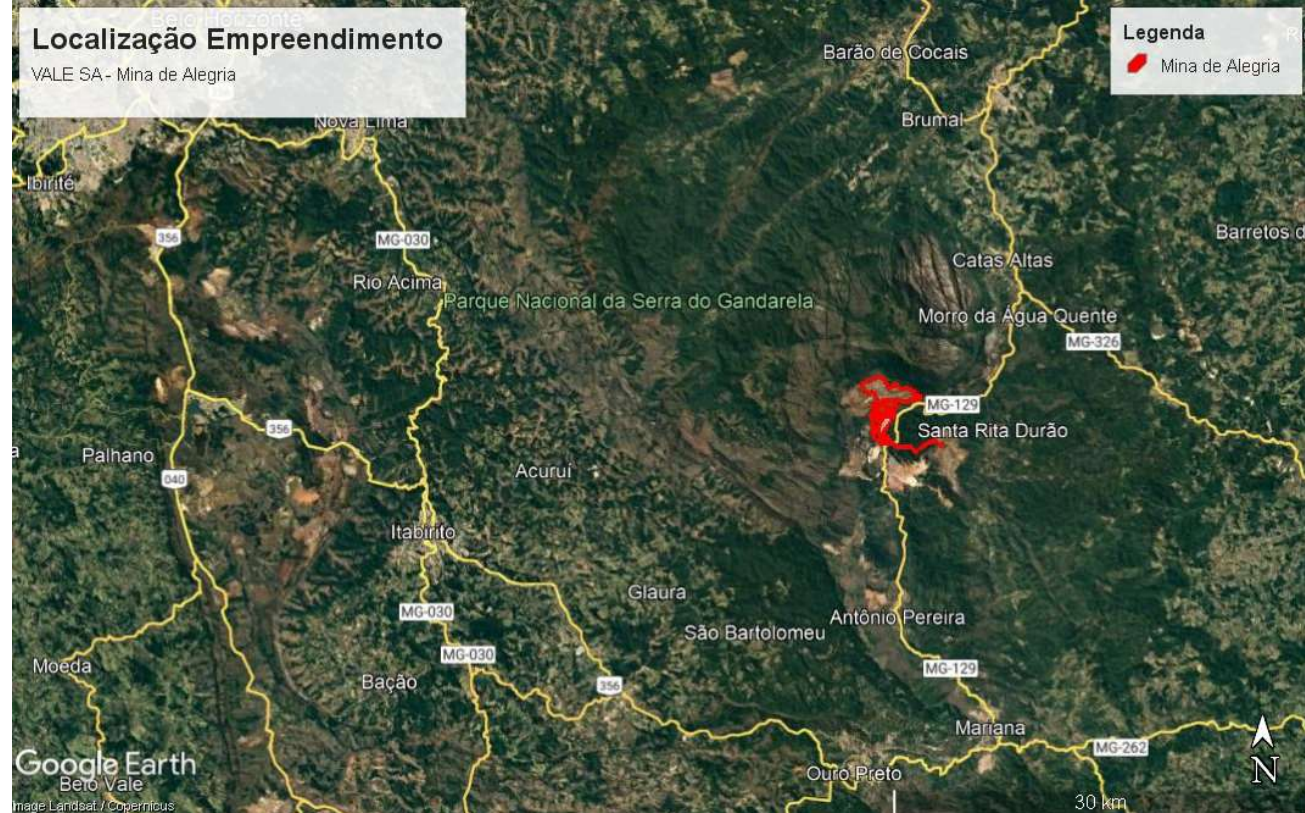 Belo Horizonte
Localização Empreendimento
VALE SA - Mina de Alegria
Legenda
Mina de Alegria
Barão de Cocais
Brumal
Nova Lima
Ibirité
356
MG-030
Barretos d
Catas Altas
Rio Acima
Parque Nacional da Serra do Gandarela
Morro da Água Quente
MG-326
MG-129
Santa Rita Durão
356
Palhano
040
Acuruí
Itabirito
Glaura
MG-030
Antônio Pereira
São Bartolomeu
MG-030
Moeda
Bação
356
MG-129
Mariana
MG-262
Google Earth
Ouro Preto
N
Belo Vale
Image Landsat / Copernicus
30 km